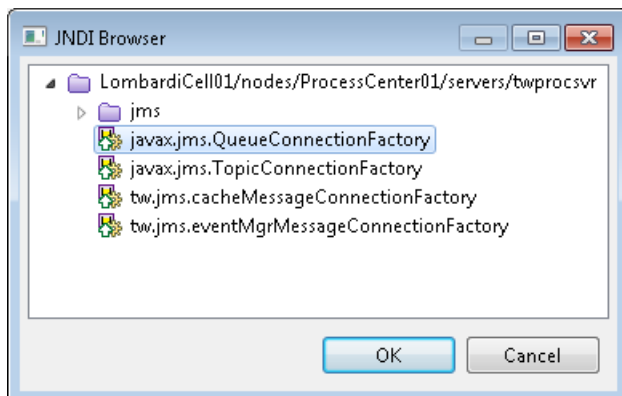 JNDI Browser
LombardiCell01/nodes/ProcessCenter01/servers/twprocsvr
jms
javax.jms.QueueConnectionFactory
javax.jms.TopicConnectionFactory
tw.jms.cacheMessageConnectionFactory
tw.jms.eventMgrMessageConnectionFactory
OK Cancel